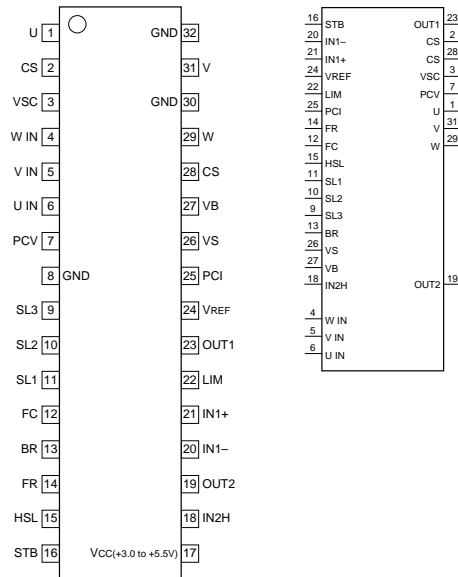 U 1 GND 32
CS 2 31 V
VSC 3 GND 30
W IN 4 29 W
V IN 5 28 CS
U IN 6 27 VB
PCV 7 26 VS
8 GND 25 PCI
SL3 9 24 VREF
SL2 10 23 OUT1
SL1 11 22 LIM
FC 12 21 IN1+
BR 13 20 IN1–
FR 14 19 OUT2
HSL 15 18 IN2H
STB 16 VCC(+3.0 to +5.5V) 17
16 STB OUT1 23
20 IN1– CS 2
21 IN1+ CS 28
24 VREF VSC 3
22 LIM PCV 7
25 PCI U 1
14 FR V 31
12 FC W 29
15 HSL
11 SL1
10 SL2
9 SL3
13 BR
26 VS
27 VB
18 IN2H OUT2 19
4 W IN
5 V IN
6 U IN